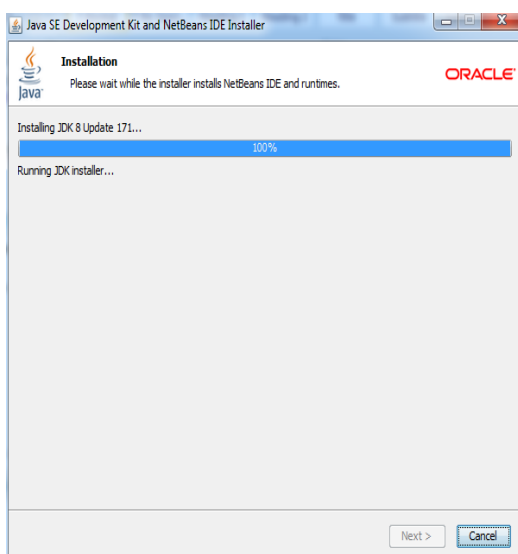 Java SE Development Kit and NetBeans IDE Installer
Installation
Please wait while the installer installs NetBeans IDE and runtimes.
Java
ORACLE
Installing JDK 8 Update 171...
100%
Running JDK installer...
Next >
Cancel